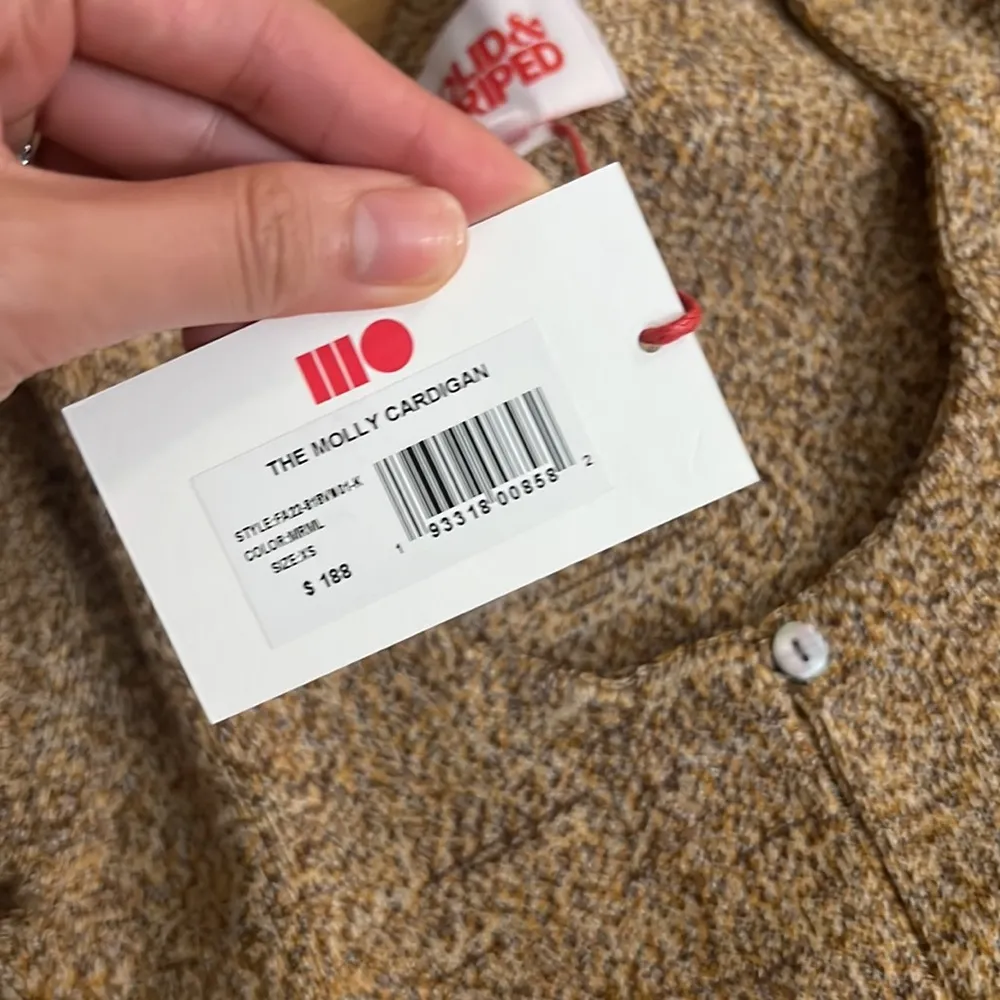 LID&
RIPED
THE MOLLY CARDIGAN
COLOR:MRML
SIZE:XS
$ 188
1 93318 00858 2